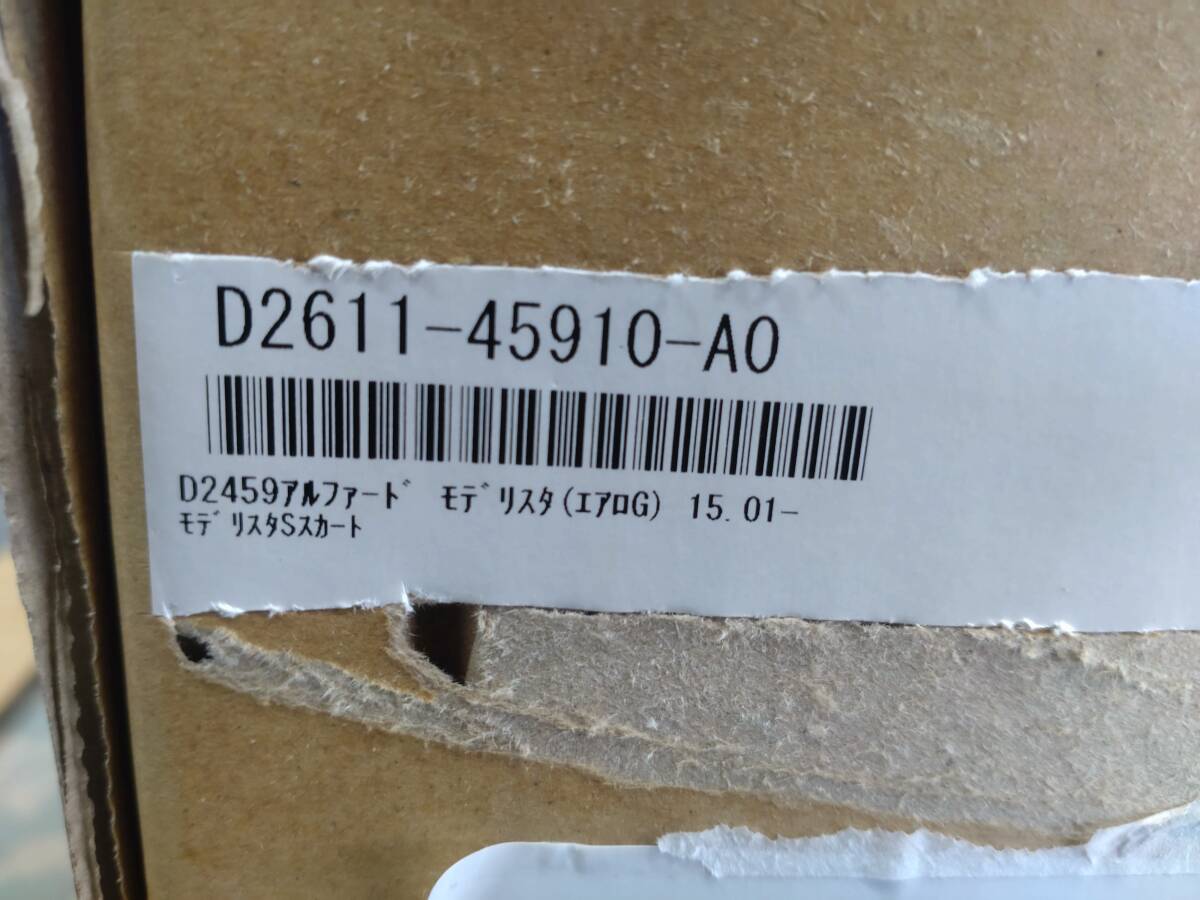 D2611-45910-A0
D2459ｱﾙﾌｧｰﾄﾞ ﾓﾃﾞﾘｽﾀ(ｴｱﾛG) 15.01-
ﾓﾃﾞﾘｽﾀSｽｶｰﾄ